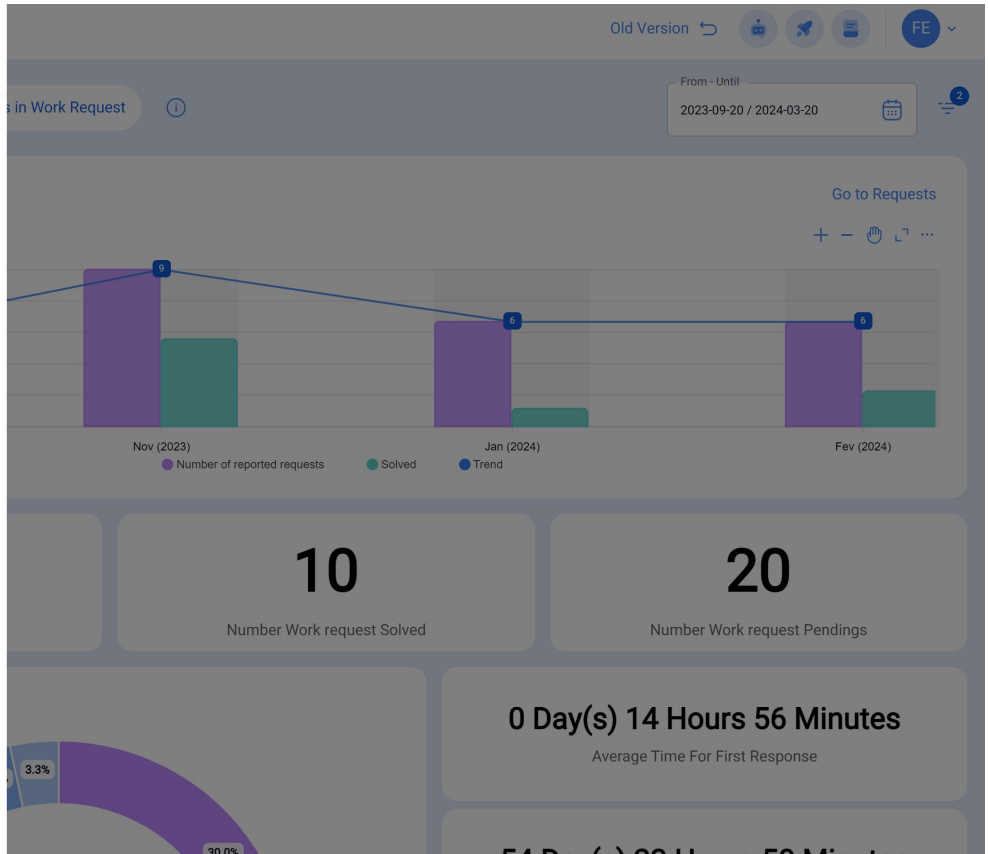 Old Version
FE
s in Work Request
From - Until
2023-09-20 / 2024-03-20
2
Go to Requests
9
6
6
Nov (2023)
Jan (2024)
Fev (2024)
Number of reported requests
Solved
Trend
10
Number Work request Solved
20
Number Work request Pendings
0 Day(s) 14 Hours 56 Minutes
Average Time For First Response
3.3%
30.0%